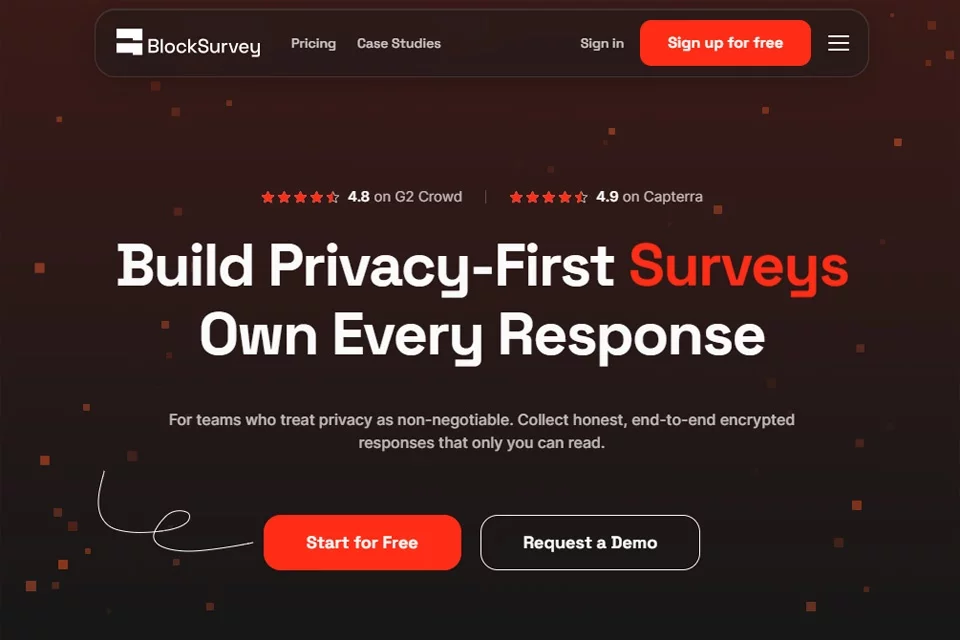 BlockSurvey Pricing Case Studies Sign in Sign up for free
4.8 on G2 Crowd 4.9 on Capterra
Build Privacy-First Surveys
Own Every Response
For teams who treat privacy as non-negotiable. Collect honest, end-to-end encrypted
responses that only you can read.
Start for Free Request a Demo